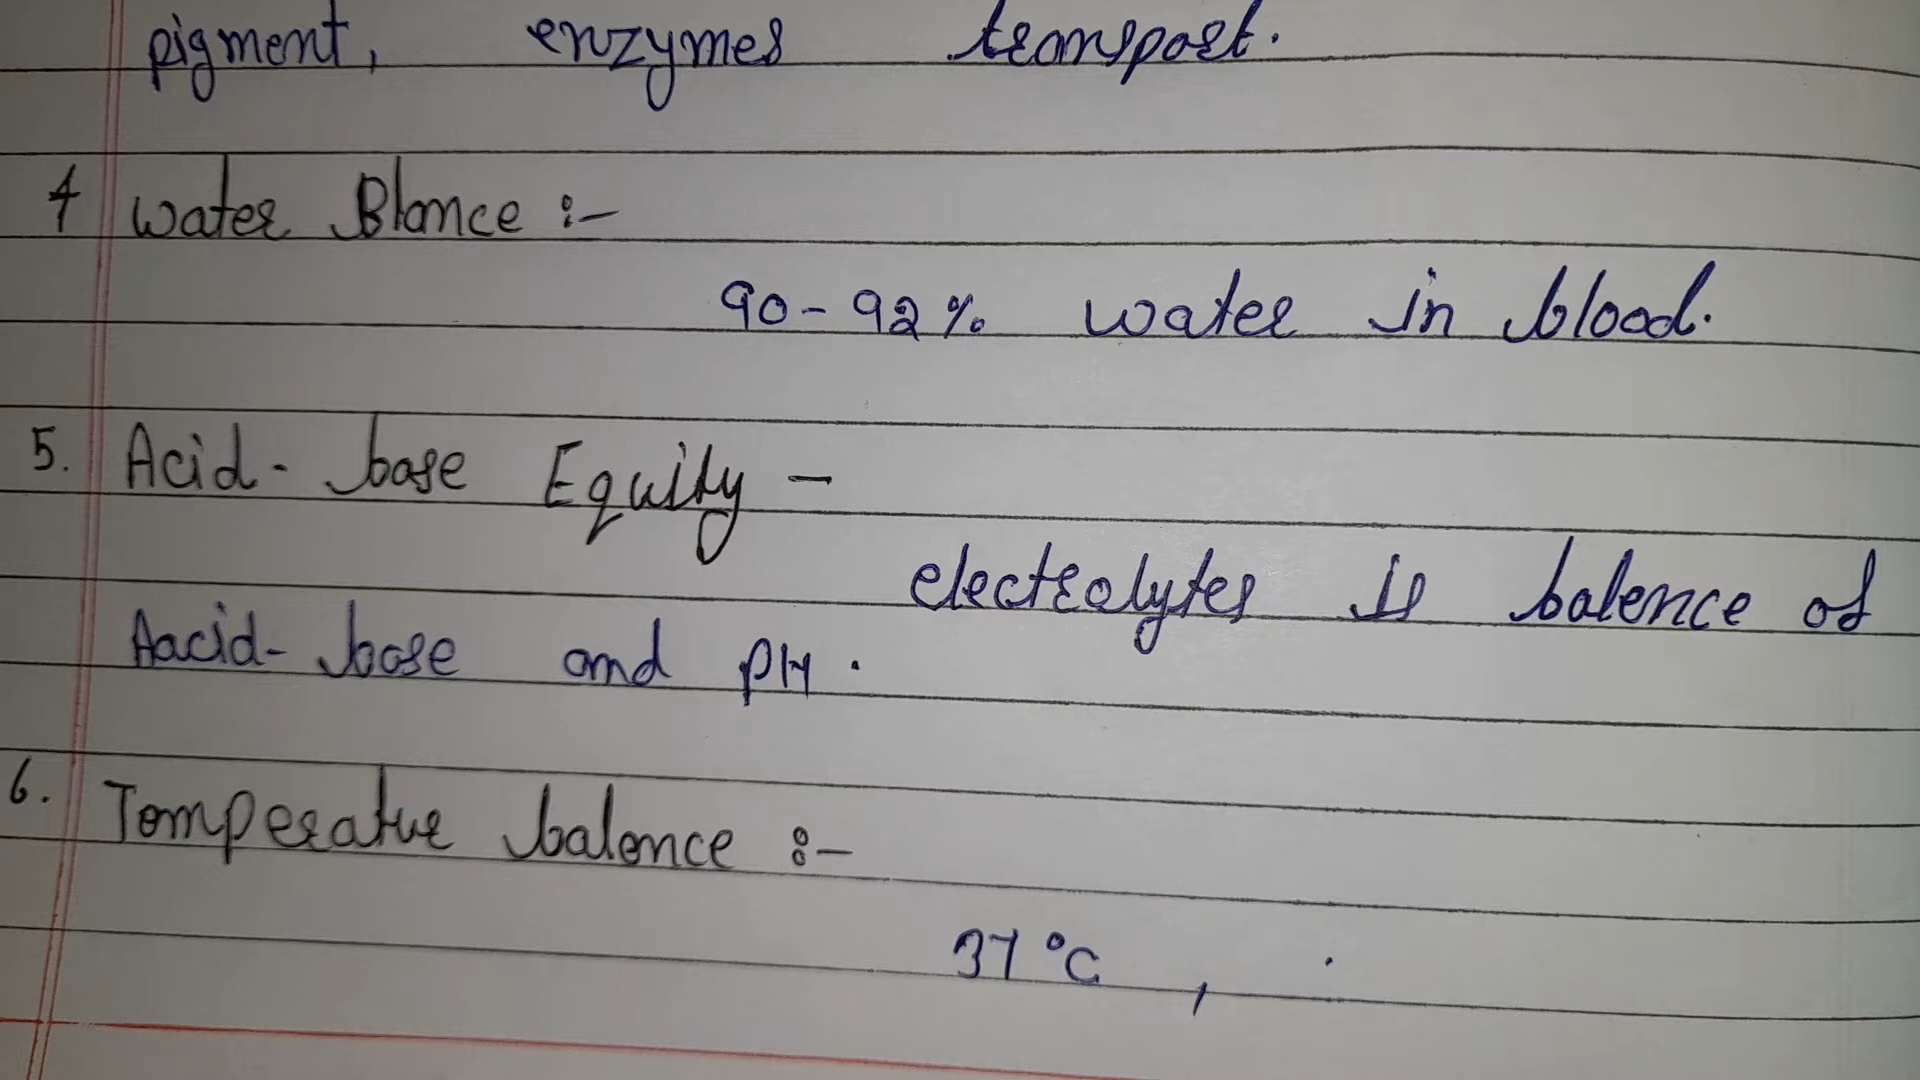 pigment, enzymes transport.
4 Water Blance :-
90-92% water in blood.
5. Acid- base Equity -
electrolytes is balence of
Aacid- base and pH.
6. Temperatue balence :-
37 °C ,